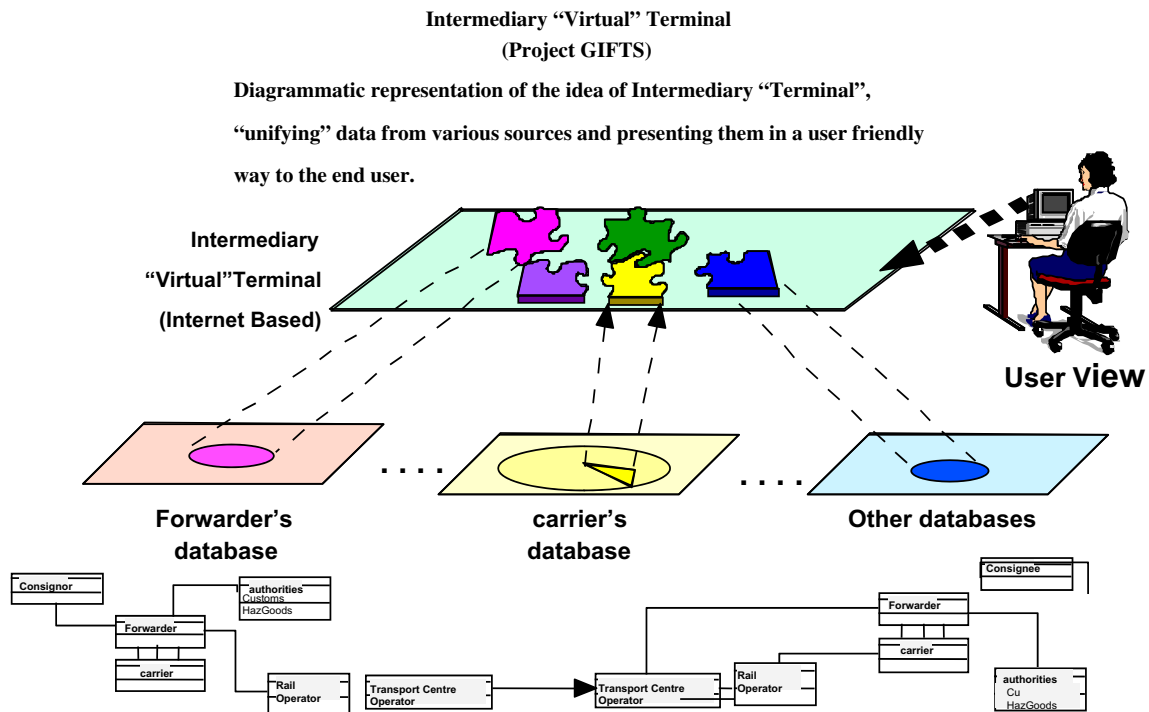 Intermediary “Virtual” Terminal
(Project GIFTS)
Diagrammatic representation of the idea of Intermediary “Terminal”,
“unifying” data from various sources and presenting them in a user friendly
way to the end user.
Intermediary
“Virtual”Terminal
(Internet Based)
User View
. . . .
. . . .
Forwarder’s
database
carrier’s
database
Other databases
Consignor
authorities
Customs
HazGoods
Forwarder
carrier
Rail
Operator
Transport Centre
Operator
Transport Centre
Operator
Rail
Operator
Consignee
Forwarder
carrier
authorities
Cu
HazGoods